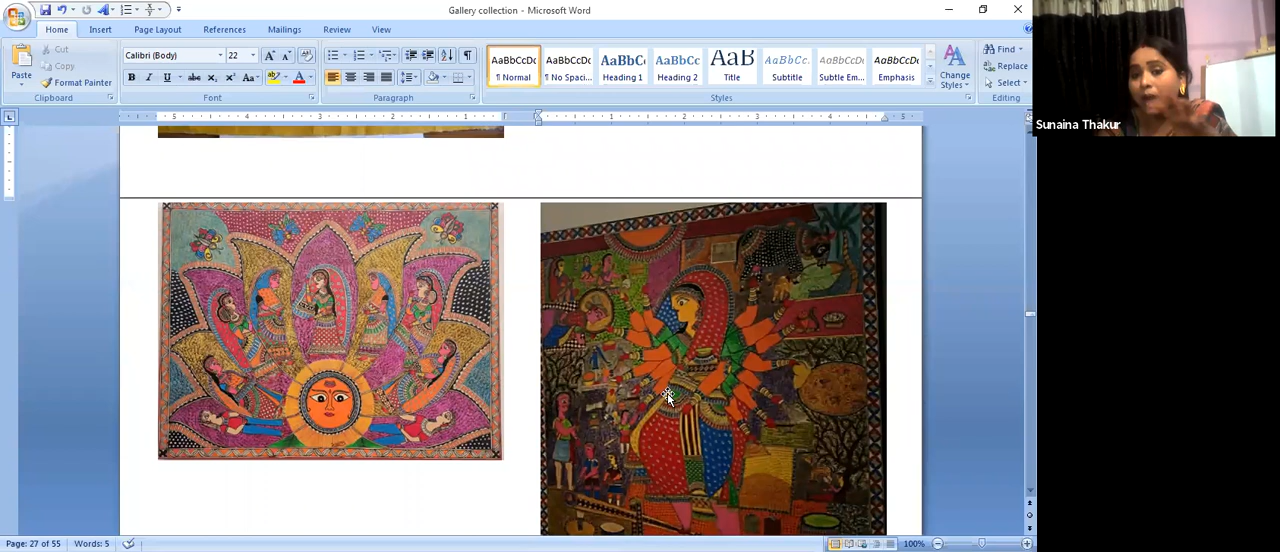 Gallery collection - Microsoft Word
Home Insert Page Layout References Mailings Review View
Paste
Cut
Copy
Format Painter
Clipboard
Calibri (Body) 22
Font
Paragraph
AaBbCcDc AaBbCcDc AaBbC AaBbCc AaB AaBbCc. AaBbCcDc AaBbCcDc
¶ Normal ¶ No Spaci... Heading 1 Heading 2 Title Subtitle Subtle Em... Emphasis
Styles
Change Styles
Find
Replace
Select
Editing
Sunaina Thakur
Page: 27 of 55 Words: 5 100%